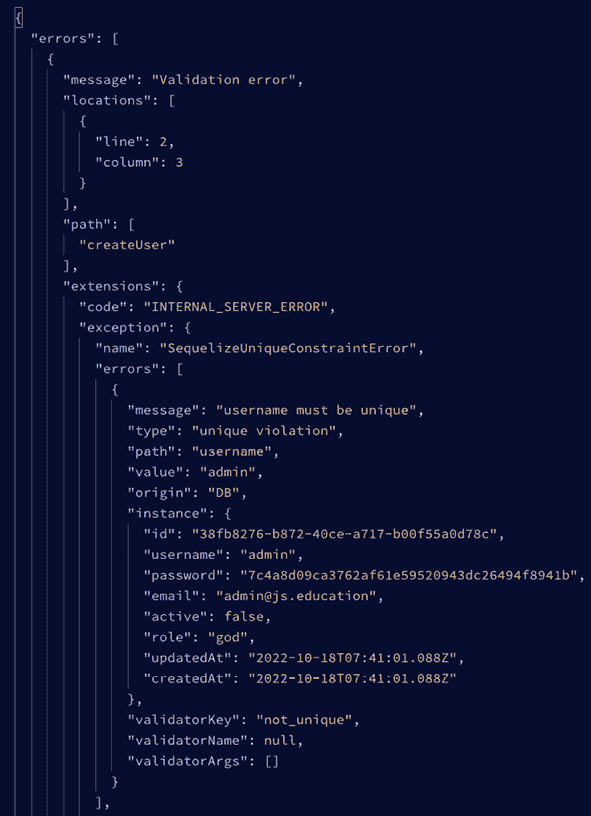 {
"errors": [
{
"message": "Validation error",
"locations": [
{
"line": 2,
"column": 3
}
],
"path": [
"createUser"
],
"extensions": {
"code": "INTERNAL_SERVER_ERROR",
"exception": {
"name": "SequelizeUniqueConstraintError",
"errors": [
{
"message": "username must be unique",
"type": "unique violation",
"path": "username",
"value": "admin",
"origin": "DB",
"instance": {
"id": "38fb8276-b872-40ce-a717-b00f55a0d78c",
"username": "admin",
"password": "7c4a8d09ca3762af61e59520943dc26494f8941b",
"email": "admin@js.education",
"active": false,
"role": "god",
"updatedAt": "2022-10-18T07:41:01.088Z",
"createdAt": "2022-10-18T07:41:01.088Z"
},
"validatorKey": "not_unique",
"validatorName": null,
"validatorArgs": []
}
],